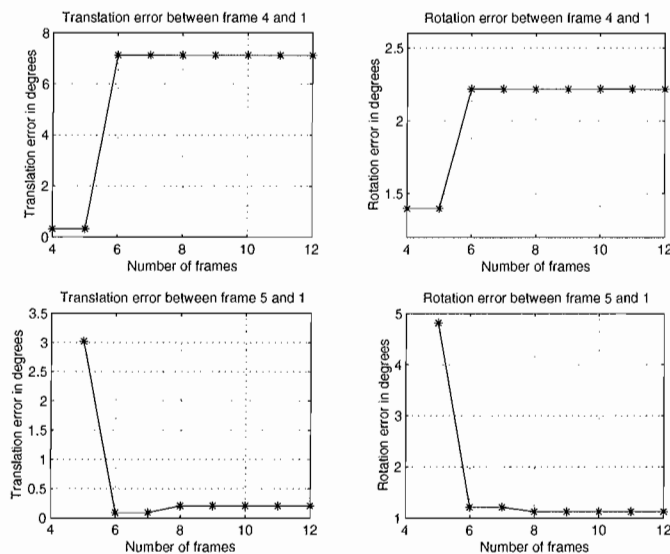 Translation error between frame 4 and 1
8
6
4
2
0
Translation error in degrees
4 6 8 10 12
Number of frames
Rotation error between frame 4 and 1
2.5
2
1.5
Rotation error in degrees
4 6 8 10 12
Number of frames
Translation error between frame 5 and 1
3.5
3
2.5
2
1.5
1
0.5
0
Translation error in degrees
4 6 8 10 12
Number of frames
Rotation error between frame 5 and 1
5
4
3
2
1
Rotation error in degrees
4 6 8 10 12
Number of frames